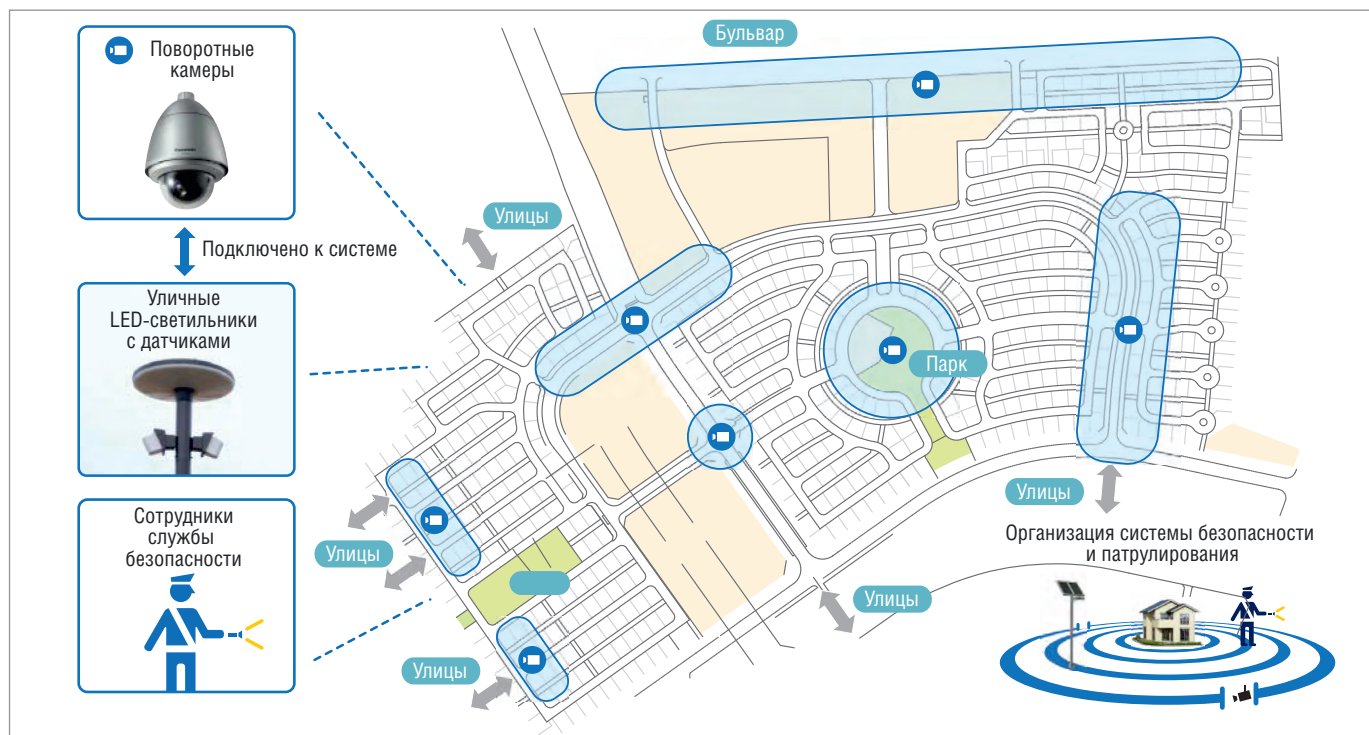 Поворотные
камеры
Подключено к системе
Уличные
LED-светильники
с датчиками
Сотрудники
службы
безопасности
Бульвар
Улицы
Парк
Улицы
Улицы
Улицы
Улицы
Организация системы безопасности
и патрулирования